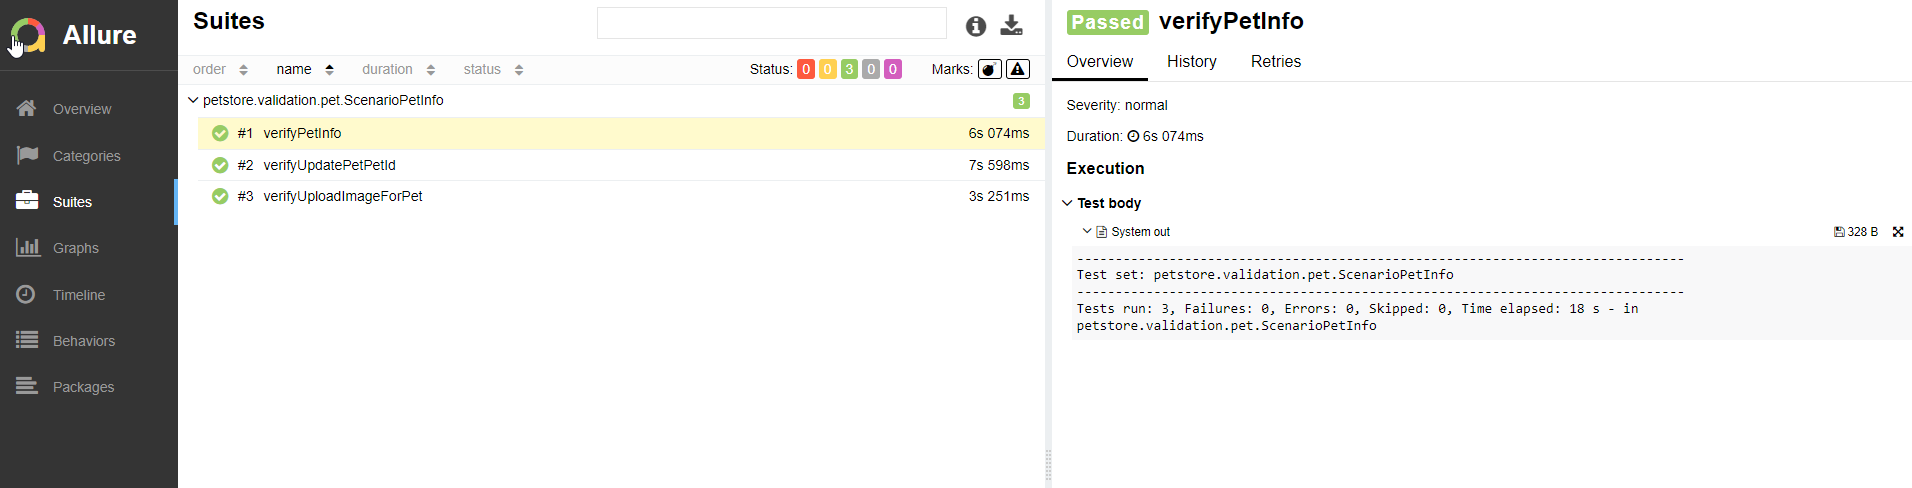 Allure
Overview
Categories
Suites
Graphs
Timeline
Behaviors
Packages
Suites
order name duration status Status: 0 0 3 0 0 Marks:
petstore.validation.pet.ScenarioPetInfo 3
#1 verifyPetInfo 6s 074ms
#2 verifyUpdatePetPetId 7s 598ms
#3 verifyUploadImageForPet 3s 251ms
Passed verifyPetInfo
Overview History Retries
Severity: normal
Duration: 6s 074ms
Execution
Test body
System out 328 B
-------------------------------------------------------------------------------
Test set: petstore.validation.pet.ScenarioPetInfo
-------------------------------------------------------------------------------
Tests run: 3, Failures: 0, Errors: 0, Skipped: 0, Time elapsed: 18 s - in
petstore.validation.pet.ScenarioPetInfo